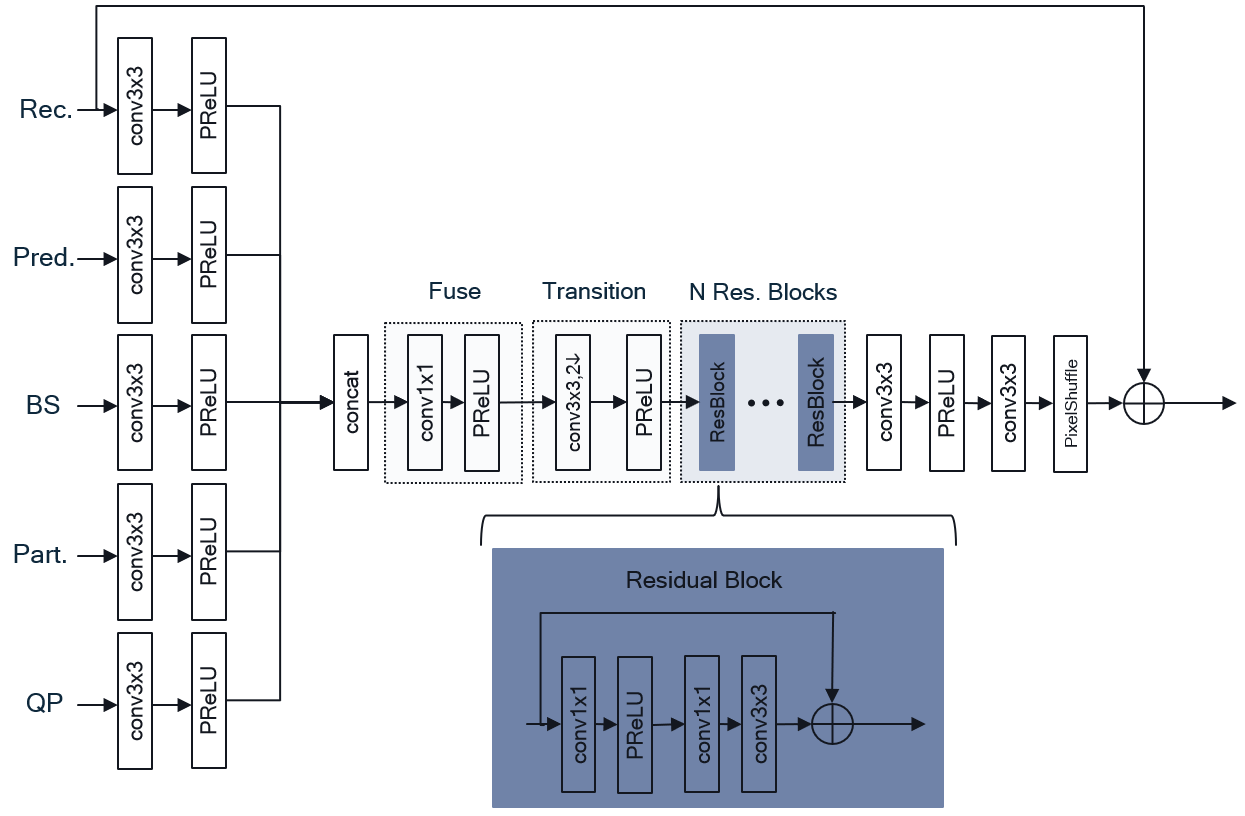 Rec.
conv3x3
PReLU
Pred.
conv3x3
PReLU
BS
conv3x3
PReLU
Part.
conv3x3
PReLU
QP
conv3x3
PReLU
concat
Fuse
conv1x1
PReLU
Transition
conv3x3,2↓
PReLU
N Res. Blocks
ResBlock
•••
ResBlock
conv3x3
PReLU
conv3x3
PixelShuffle
Residual Block
conv1x1
PReLU
conv1x1
conv3x3